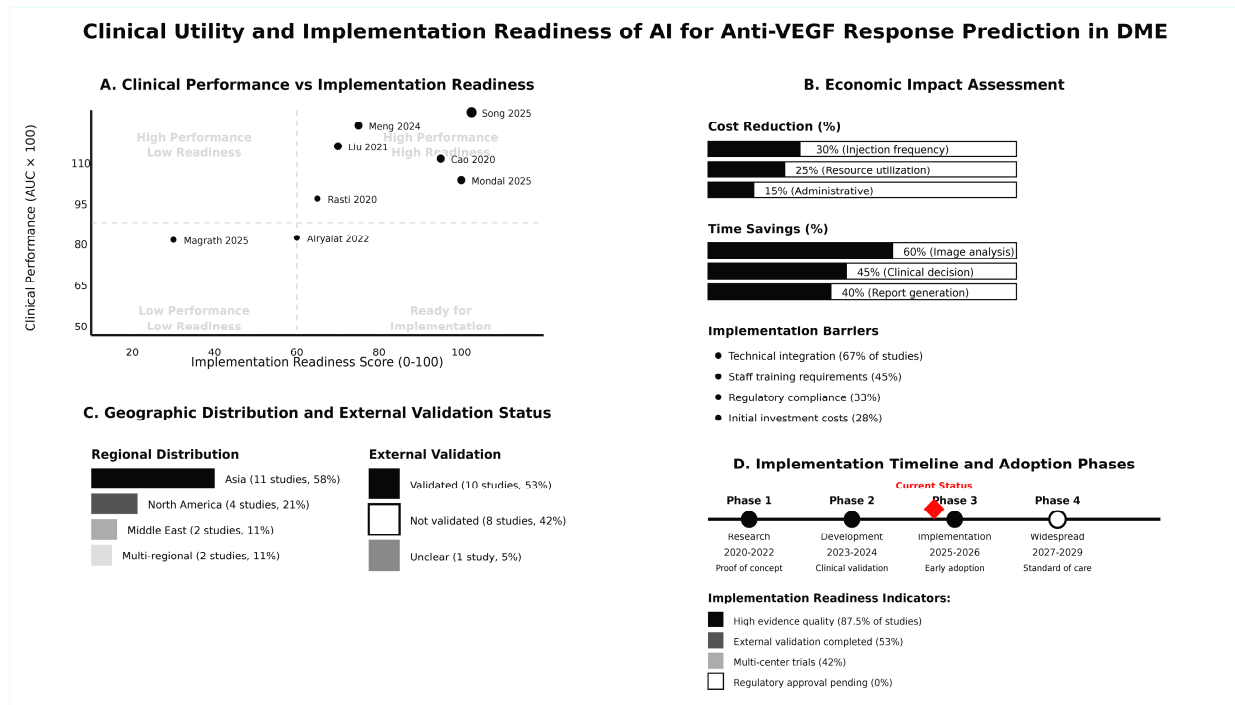 Clinical Utility and Implementation Readiness of AI for Anti-VEGF Response Prediction in DME
A. Clinical Performance vs Implementation Readiness
Clinical Performance (AUC × 100)
110
95
80
65
50
High Performance
Low Readiness
High Performance
High Readiness
Low Performance
Low Readiness
Ready for
Implementation
Song 2025
Meng 2024
Liu 2021
Cao 2020
Mondal 2025
Rasti 2020
Magrath 2025
Alryalat 2022
20
40
60
80
100
Implementation Readiness Score (0-100)
B. Economic Impact Assessment
Cost Reduction (%)
30% (Injection frequency)
25% (Resource utilization)
15% (Administrative)
Time Savings (%)
60% (Image analysis)
45% (Clinical decision)
40% (Report generation)
Implementation Barriers
Technical integration (67% of studies)
Staff training requirements (45%)
Regulatory compliance (33%)
Initial investment costs (28%)
C. Geographic Distribution and External Validation Status
Regional Distribution
Asia (11 studies, 58%)
North America (4 studies, 21%)
Middle East (2 studies, 11%)
Multi-regional (2 studies, 11%)
External Validation
Validated (10 studies, 53%)
Not validated (8 studies, 42%)
Unclear (1 study, 5%)
D. Implementation Timeline and Adoption Phases
Current Status
Phase 1
Phase 2
Phase 3
Phase 4
Research
Development
Implementation
Widespread
2020-2022
2023-2024
2025-2026
2027-2029
Proof of concept
Clinical validation
Early adoption
Standard of care
Implementation Readiness Indicators:
High evidence quality (87.5% of studies)
External validation completed (53%)
Multi-center trials (42%)
Regulatory approval pending (0%)